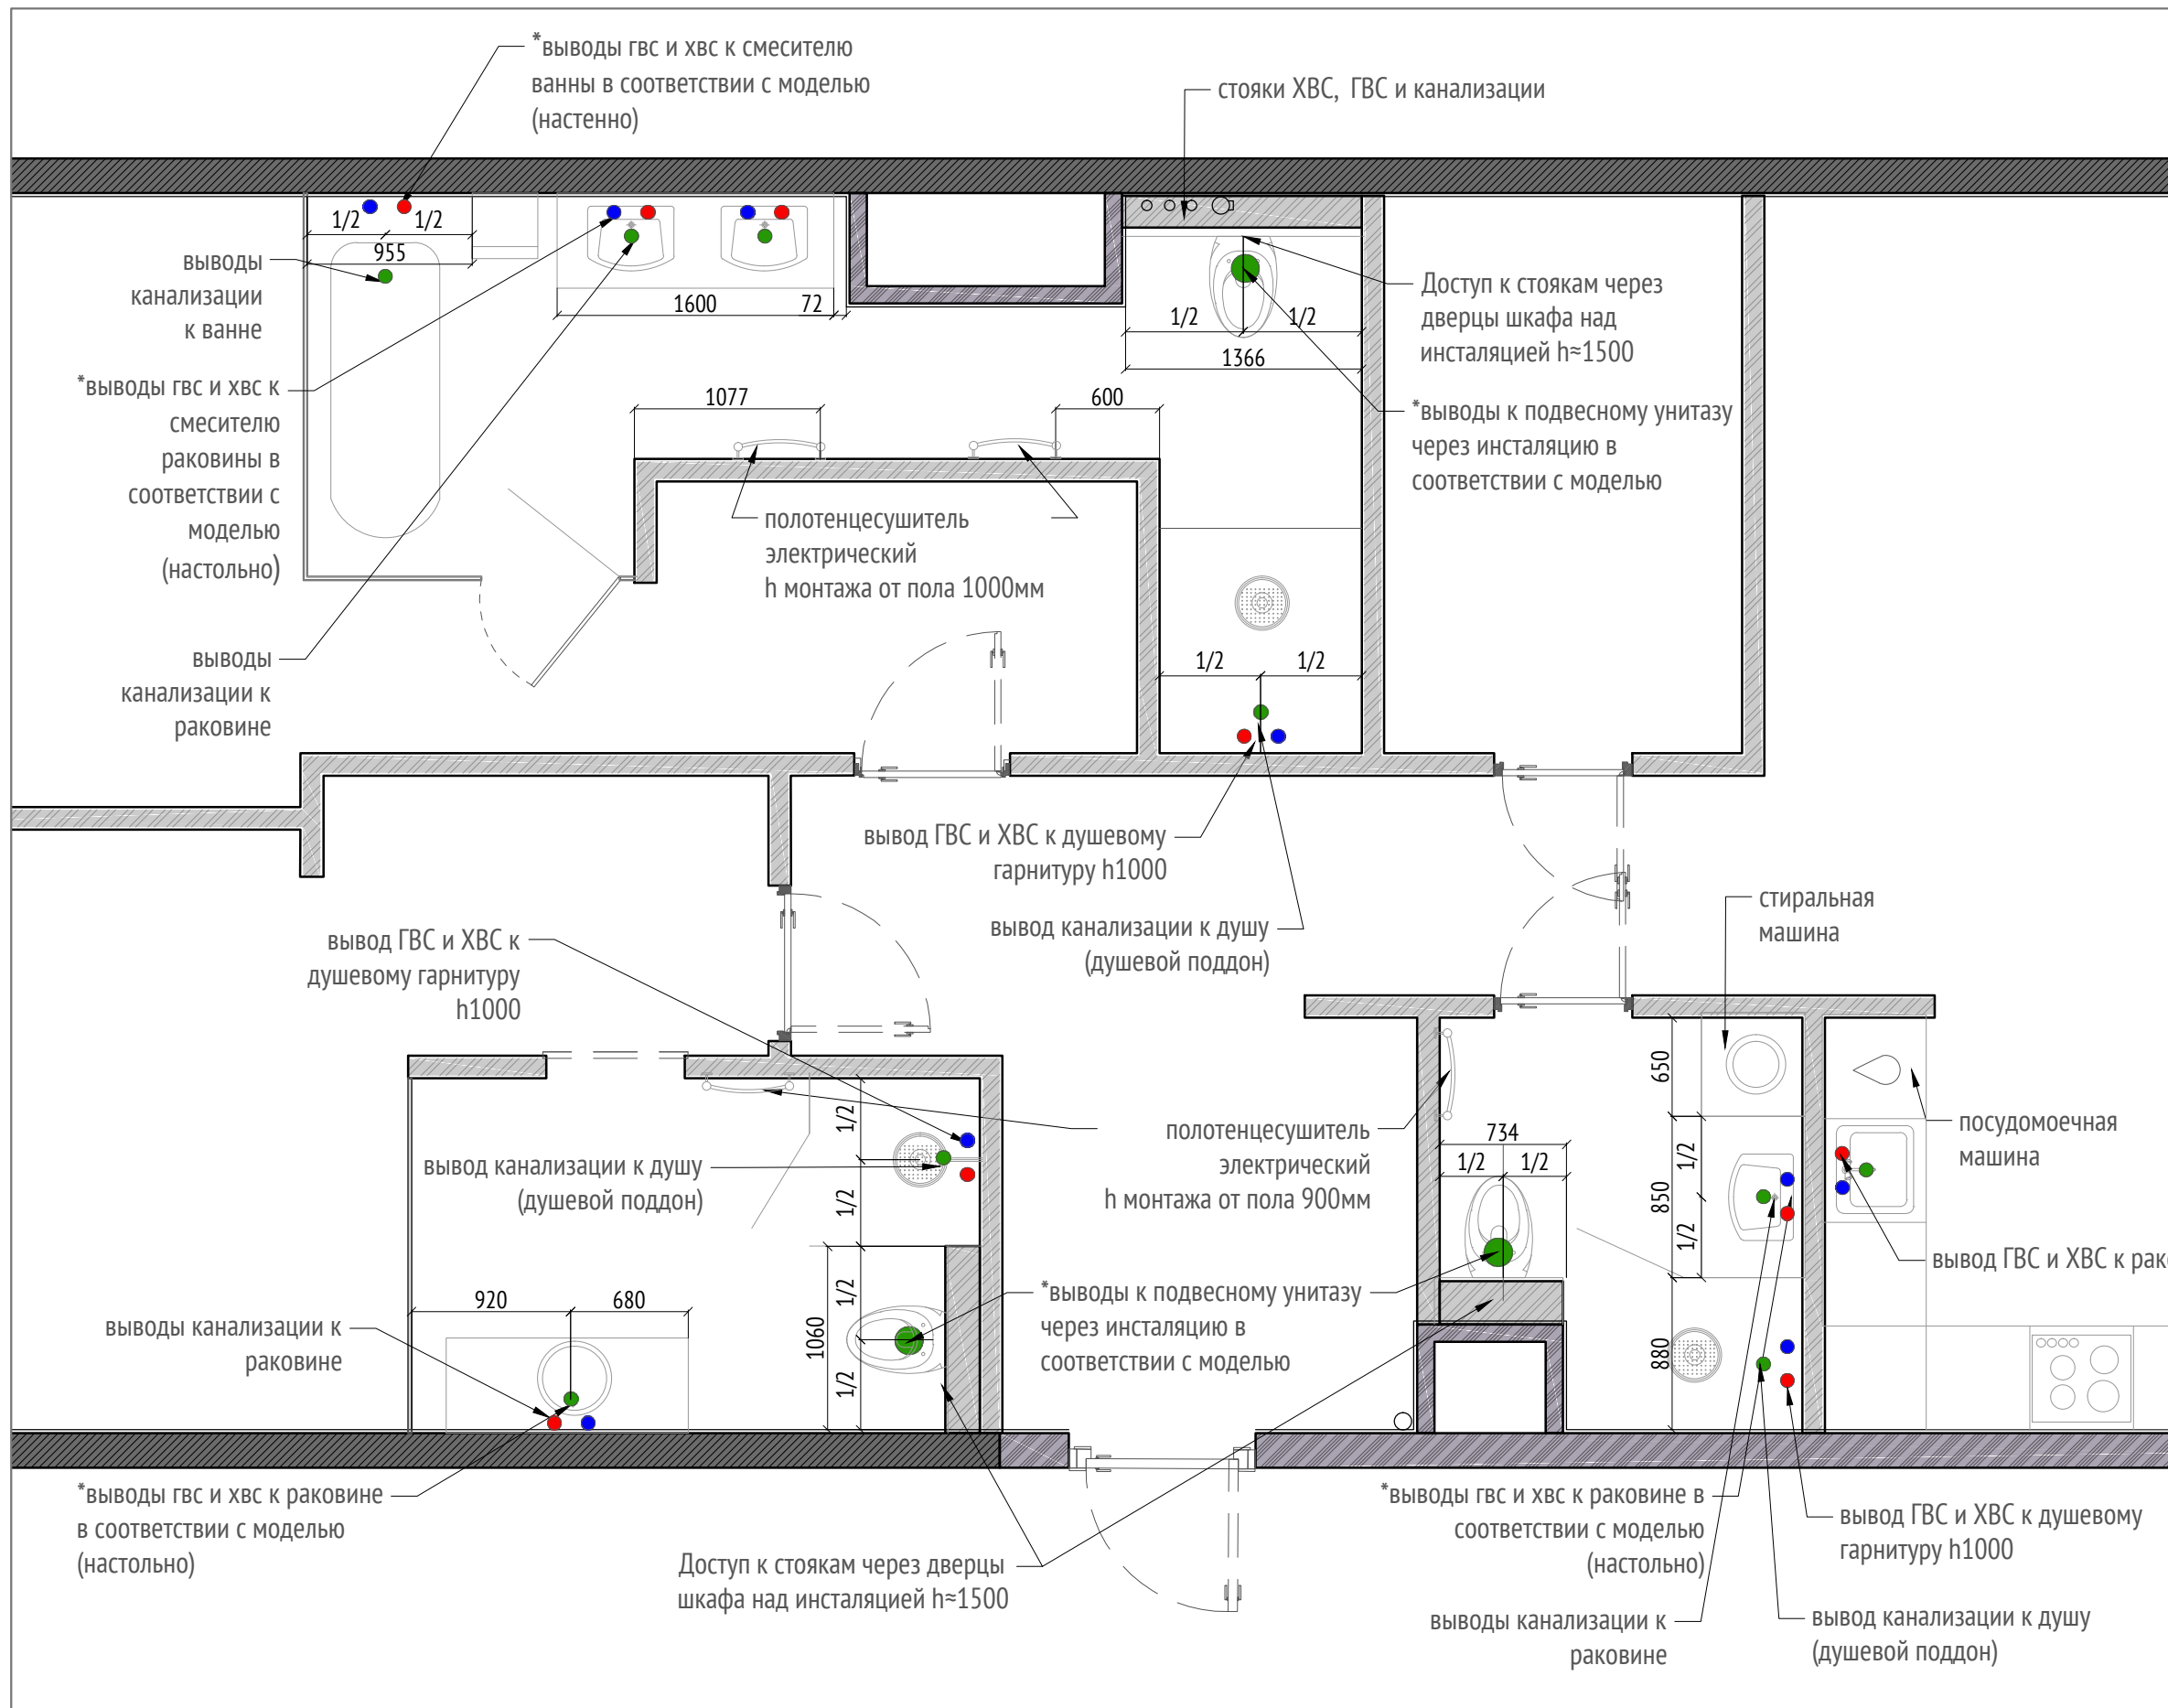 *выводы гвс и хвс к смесителю
ванны в соответствии с моделью
(настенно)
стояки ХВС, ГВС и канализации
1/2
1/2
955
выводы
канализации
к ванне
1600
72
1/2
1/2
1366
Доступ к стоякам через
дверцы шкафа над
инсталяцией h≈1500
*выводы гвс и хвс к
смесителю
раковины в
соответствии с
моделью
(настольно)
1077
600
*выводы к подвесному унитазу
через инсталяцию в
соответствии с моделью
полотенцесушитель
электрический
h монтажа от пола 1000мм
выводы
канализации к
раковине
1/2
1/2
вывод ГВС и ХВС к душевому
гарнитуру h1000
вывод канализации к душу
(душевой поддон)
стиральная
машина
вывод ГВС и ХВС к
душевому гарнитуру
h1000
650
1/2
полотенцесушитель
электрический
h монтажа от пола 900мм
734
1/2
1/2
посудомоечная
машина
вывод канализации к душу
(душевой поддон)
1/2
1/2
850
1/2
вывод ГВС и ХВС к рак
920
680
1060
1/2
1/2
*выводы к подвесному унитазу
через инсталяцию в
соответствии с моделью
880
выводы канализации к
раковине
*выводы гвс и хвс к раковине
в соответствии с моделью
(настольно)
Доступ к стоякам через дверцы
шкафа над инсталяцией h≈1500
*выводы гвс и хвс к раковине в
соответствии с моделью
(настольно)
вывод ГВС и ХВС к душевому
гарнитуру h1000
выводы канализации к
раковине
вывод канализации к душу
(душевой поддон)